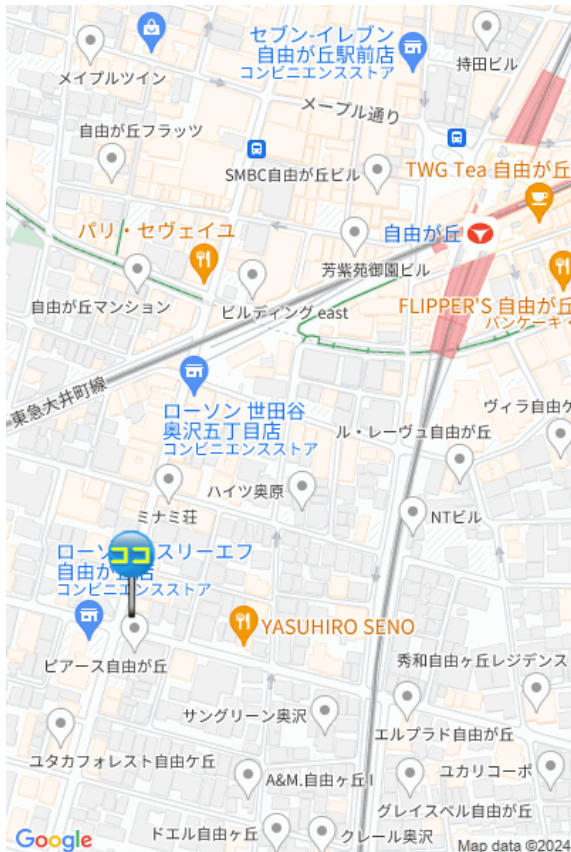 セブン-イレブン
自由が丘駅前店
コンビニエンスストア
持田ビル
メイプルツイン
メープル通り
自由が丘フラッツ
SMBC自由が丘ビル
TWG Tea 自由が丘
パリ・セヴェイユ
自由が丘
芳紫苑御園ビル
自由が丘マンション
ビルディング east
FLIPPER'S 自由が丘
パンケーキ・
東急大井町線
ローソン 世田谷
奥沢五丁目店
コンビニエンスストア
ヴィラ自由ケ
ル・レーヴュ自由が丘
ハイツ奥原
ミナミ荘
NTビル
ココ
ローソ スリーエフ
自由が丘店
コンビニエンスストア
YASUHIRO SENO
ピアース自由が丘
秀和自由ヶ丘レジデンス
サングリーン奥沢
エルプラド自由が丘
ユタカフォレスト自由ケ丘
A&M.自由ヶ丘 I
ユカリコーポ
グレイスベル自由が丘
ドエル自由ヶ丘
クレール奥沢
Google
Map data ©2024